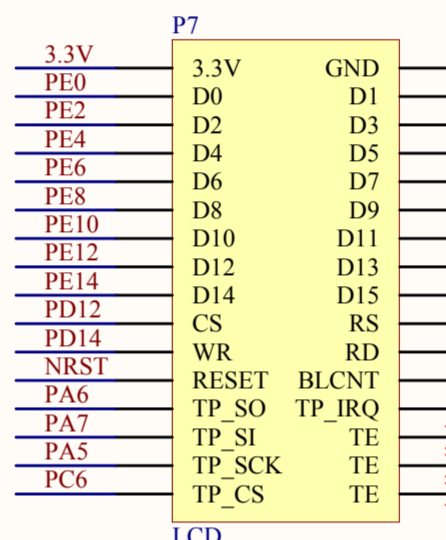 P7
3.3V 3.3V GND
PE0 D0 D1
PE2 D2 D3
PE4 D4 D5
PE6 D6 D7
PE8 D8 D9
PE10 D10 D11
PE12 D12 D13
PE14 D14 D15
PD12 CS RS
PD14 WR RD
NRST RESET BLCNT
PA6 TP_SO TP_IRQ
PA7 TP_SI TE
PA5 TP_SCK TE
PC6 TP_CS TE
LCD